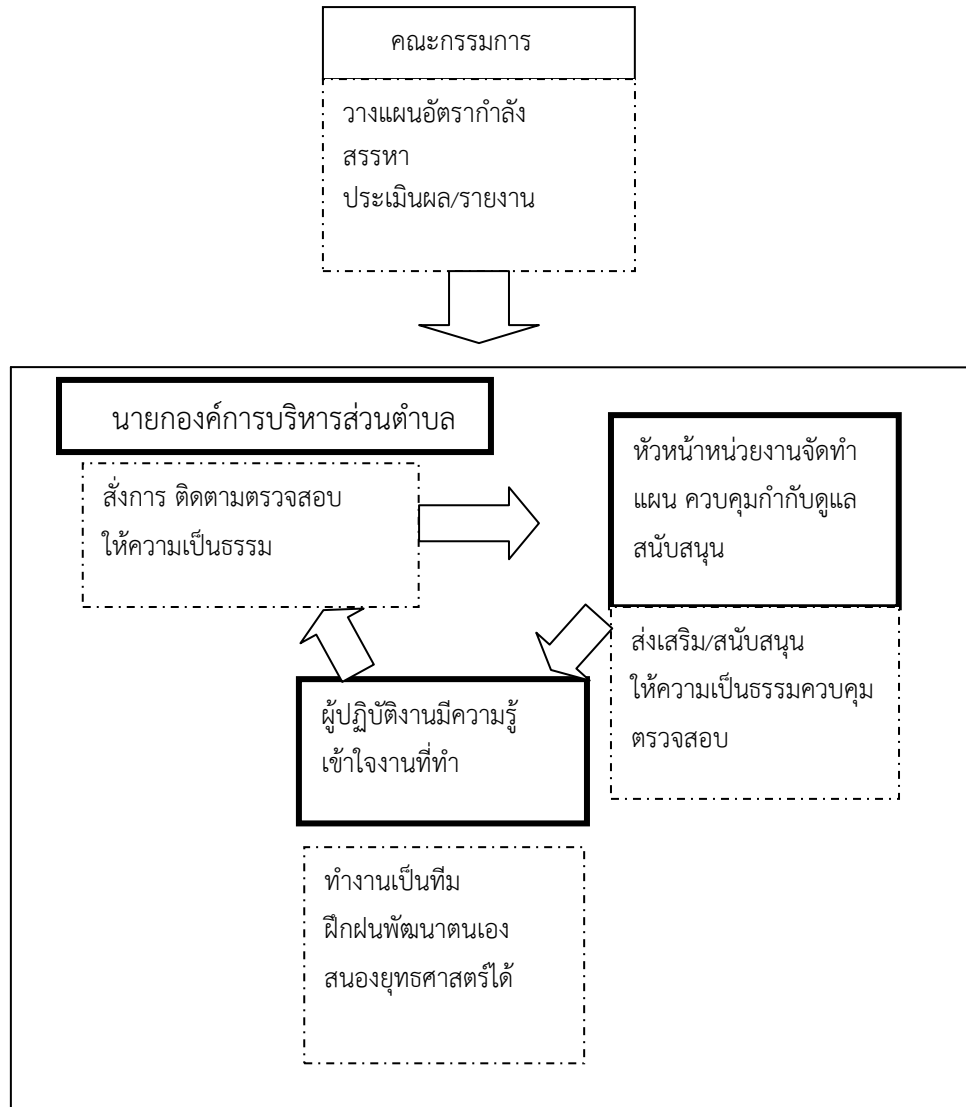 คณะกรรมการ
วางแผนอัตรากำลัง
สรรหา
ประเมินผล/รายงาน
นายกองค์การบริหารส่วนตำบล
สั่งการ ติดตามตรวจสอบ
ให้ความเป็นธรรม
หัวหน้าหน่วยงานจัดทำ
แผน ควบคุมกำกับดูแล
สนับสนุน
ส่งเสริม/สนับสนุน
ให้ความเป็นธรรมควบคุม
ตรวจสอบ
ผู้ปฏิบัติงานมีความรู้
เข้าใจงานที่ทำ
ทำงานเป็นทีม
ฝึกฝนพัฒนาตนเอง
สนองยุทธศาสตร์ได้